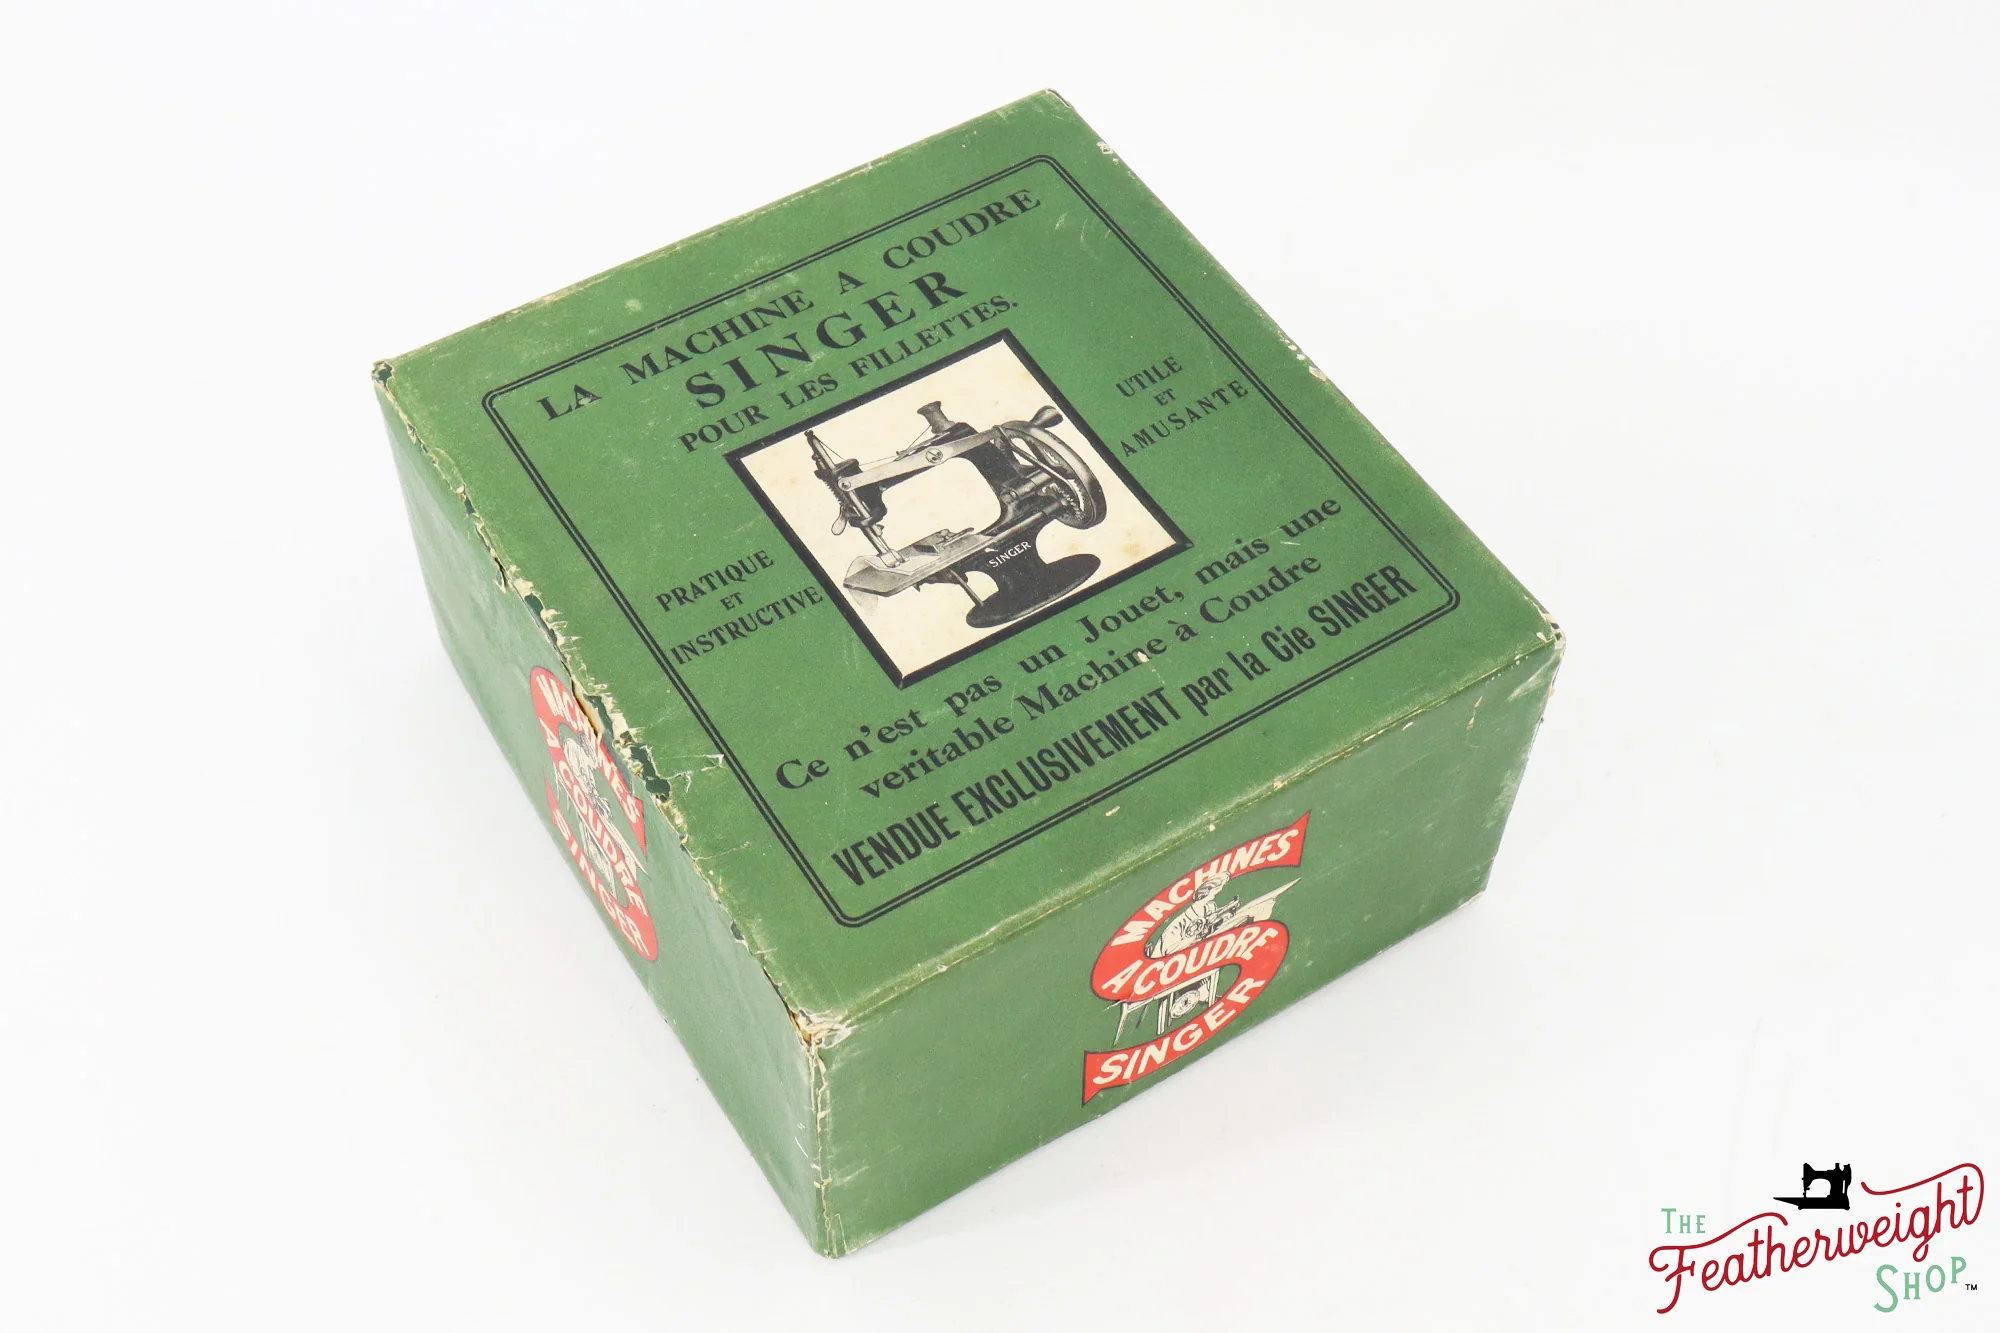 LA MACHINE A COUDRE
SINGER
POUR LES FILLETTES.
PRATIQUE
ET
INSTRUCTIVE
SINGER
UTILE
ET
AMUSANTE
Ce n'est pas un Jouet, mais une
veritable Machine à Coudre
VENDUE EXCLUSIVEMENT par la Cie SINGER
MACHINES
A COUDRE
SINGER
MACHINES
A COUDRE
SINGER
THE
Featherweight
SHOP™